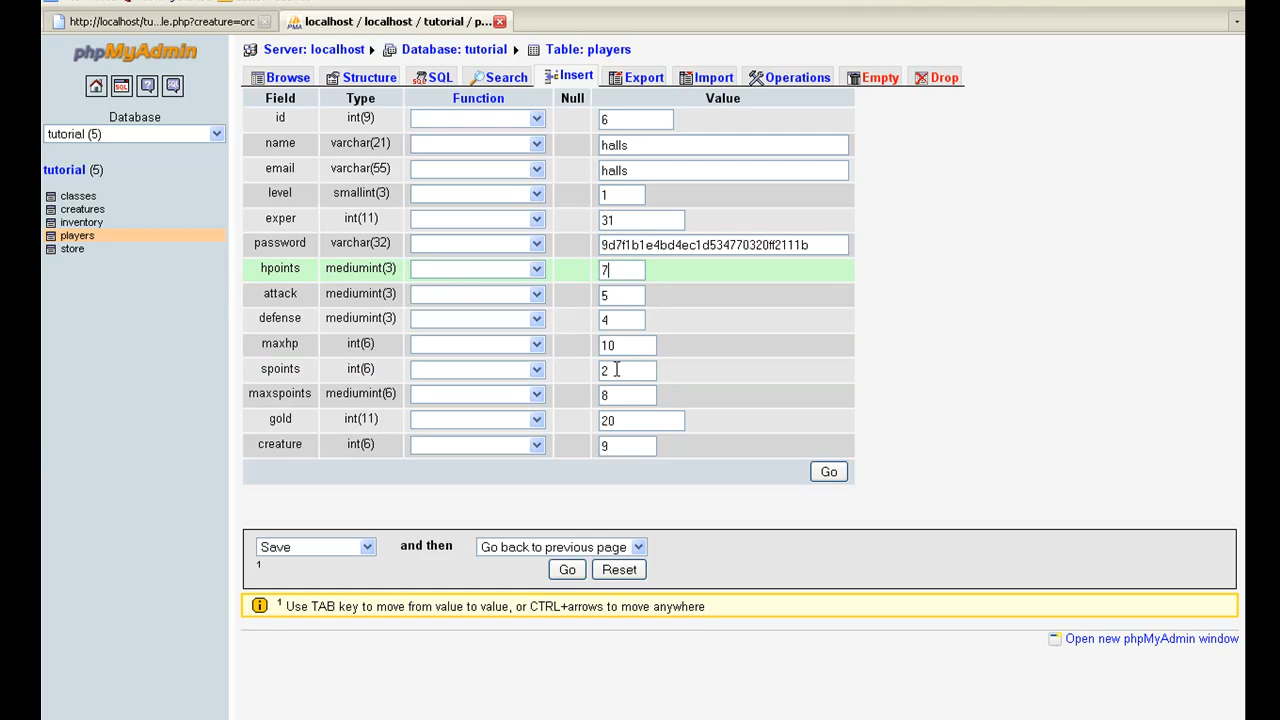 http://localhost/tu...le.php?creature=orc
PMA localhost / localhost / tutorial / p...
phpMyAdmin
SQL
Database
tutorial (5)
tutorial (5)
classes
creatures
inventory
players
store
Server: localhost Database: tutorial Table: players
Browse Structure SQL Search Insert Export Import Operations Empty Drop
Field Type Function Null Value
id int(9) 6
name varchar(21) halls
email varchar(55) halls
level smallint(3) 1
exper int(11) 31
password varchar(32) 9d7f1b1e4bd4ec1d534770320ff2111b
hpoints mediumint(3) 7
attack mediumint(3) 5
defense mediumint(3) 4
maxhp int(6) 10
spoints int(6) 2
maxspoints mediumint(6) 8
gold int(11) 20
creature int(6) 9
Go
Save and then Go back to previous page
1
Go Reset
1 Use TAB key to move from value to value, or CTRL+arrows to move anywhere
Open new phpMyAdmin window